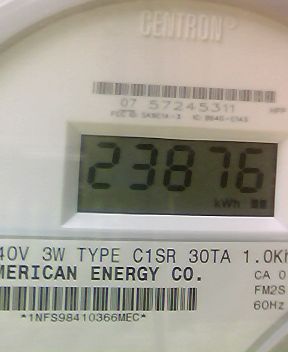 CENTRON®
07 57245311
23876
kWh
40V 3W TYPE C1SR 30TA 1.0Kh
MERICAN ENERGY CO.
CA 0
FM2S
60Hz
*1NFS98410366MEC*